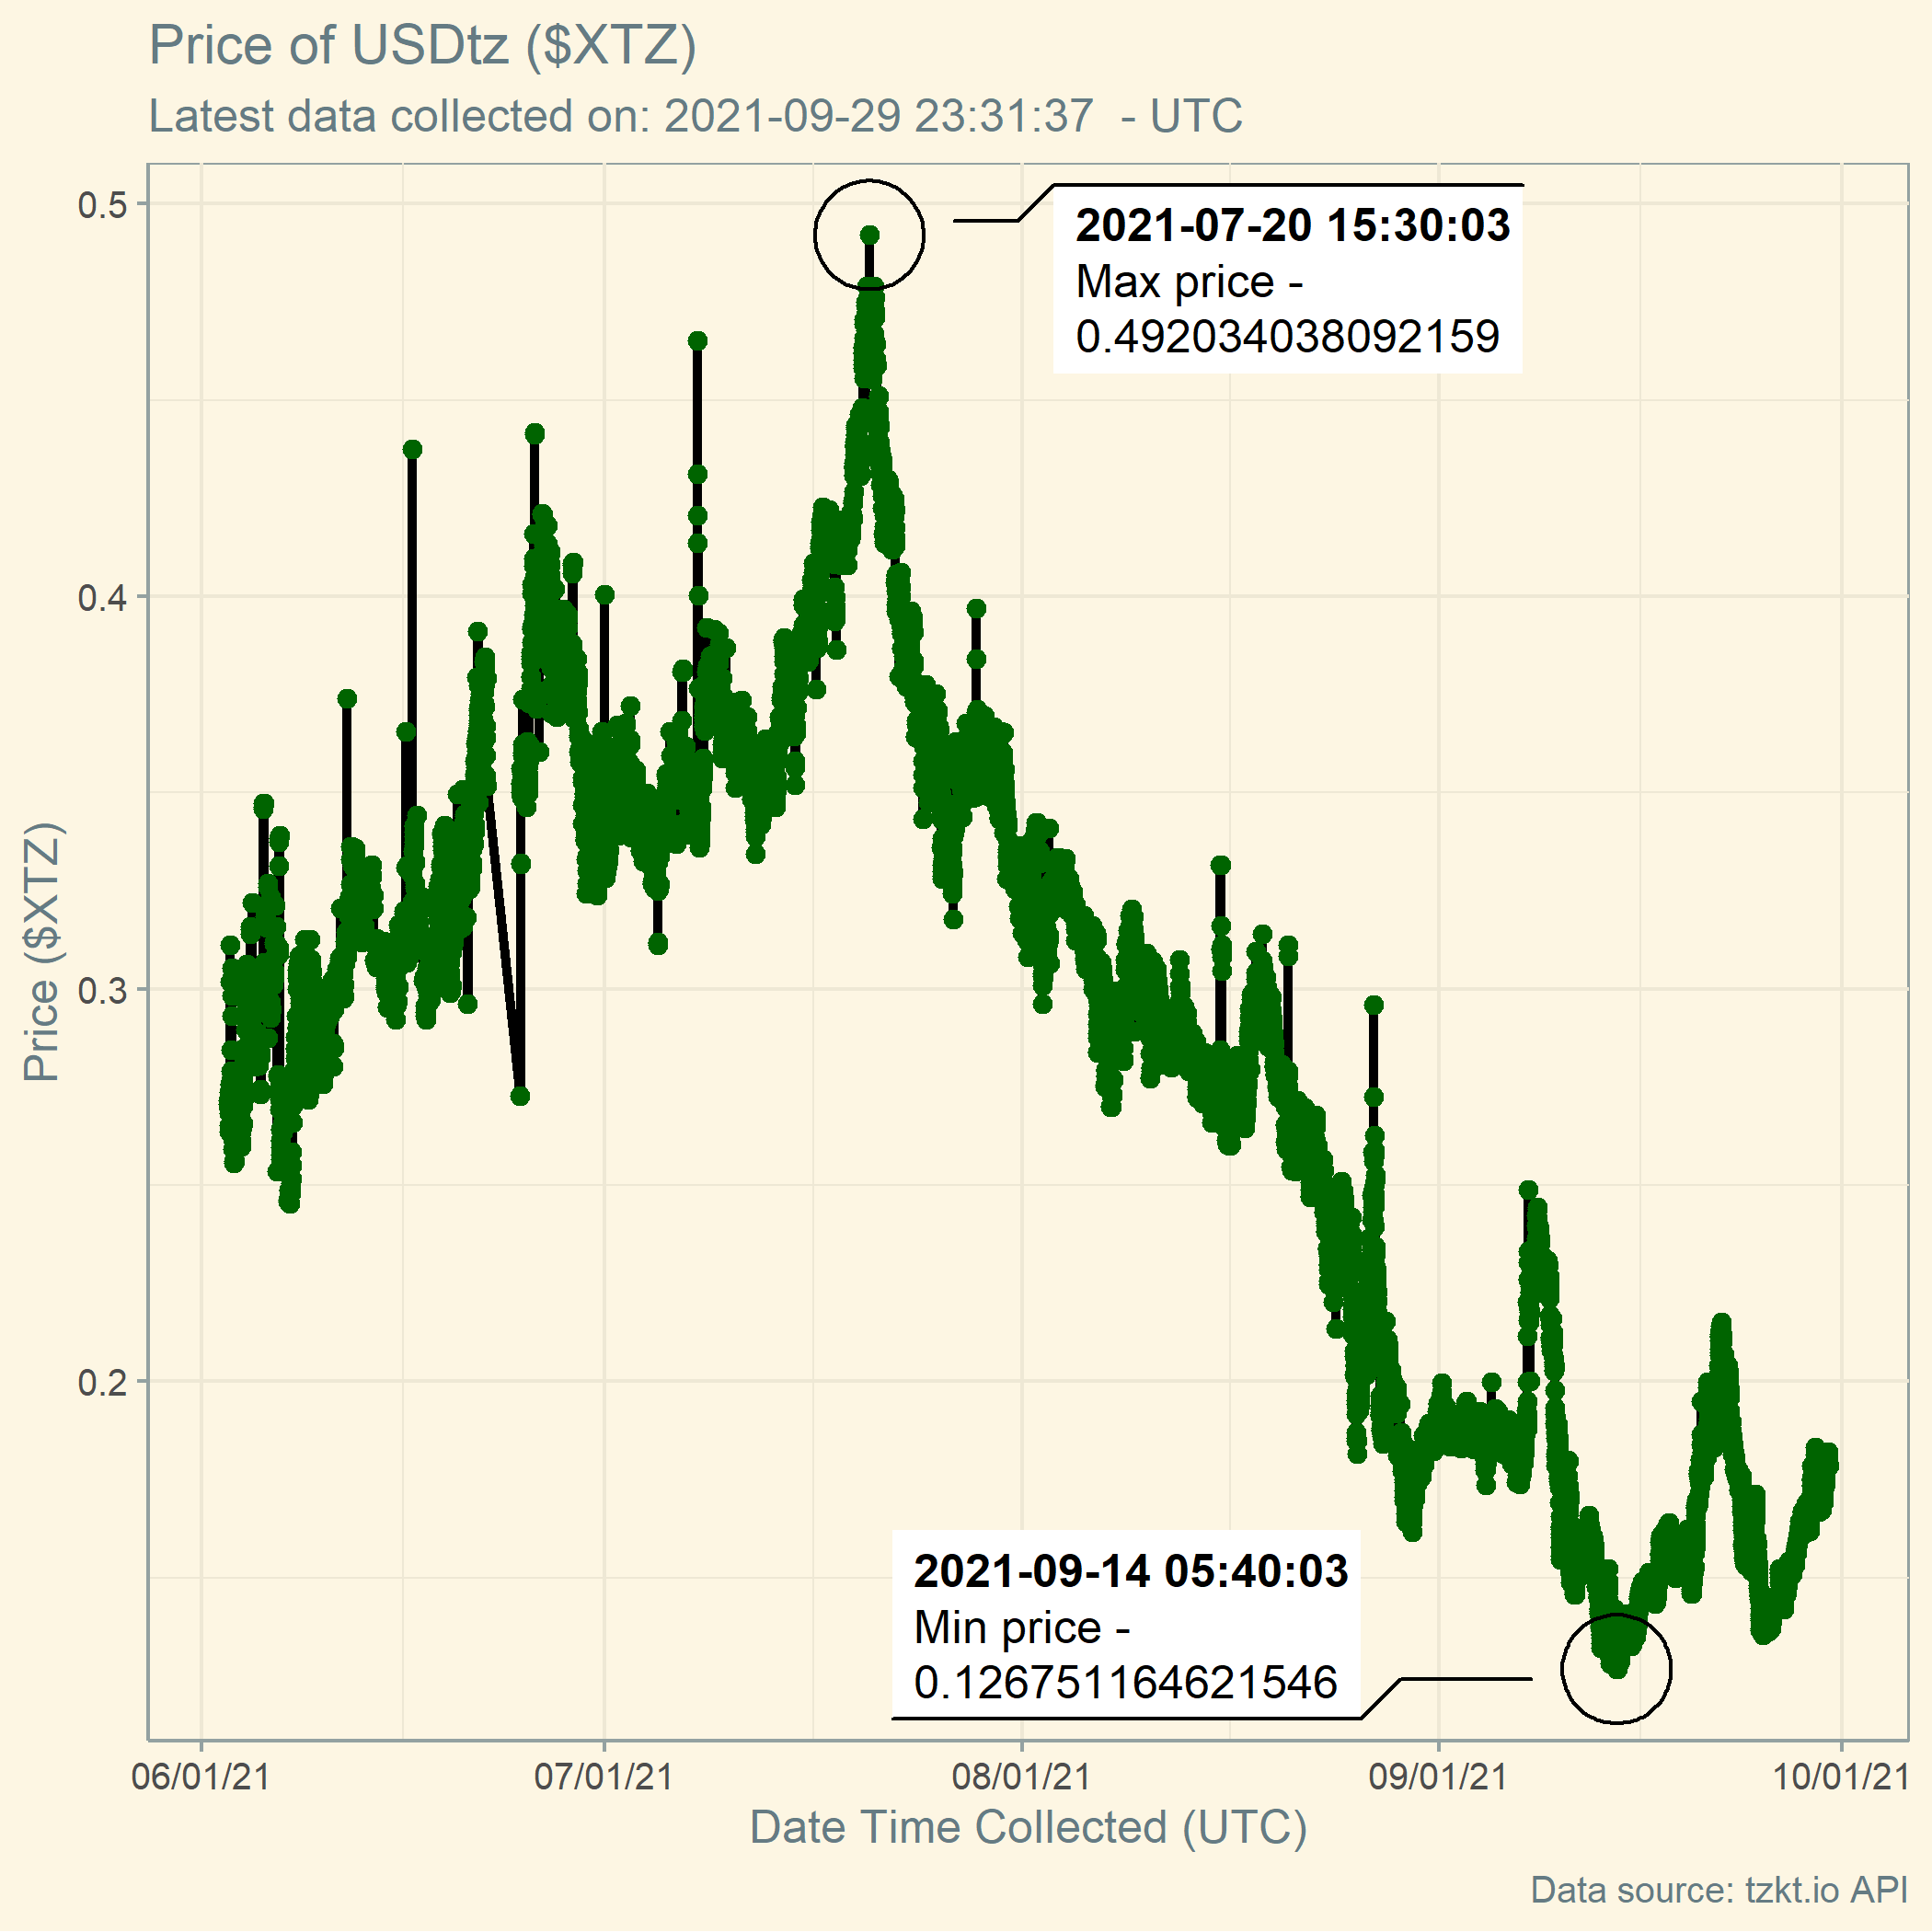 Price of USDtz ($XTZ)
Latest data collected on: 2021-09-29 23:31:37  - UTC
0.5
0.4
0.3
0.2
Price ($XTZ)
2021-07-20 15:30:03
Max price -
0.492034038092159
2021-09-14 05:40:03
Min price -
0.126751164621546
06/01/21
07/01/21
08/01/21
09/01/21
10/01/21
Date Time Collected (UTC)
Data source: tzkt.io API